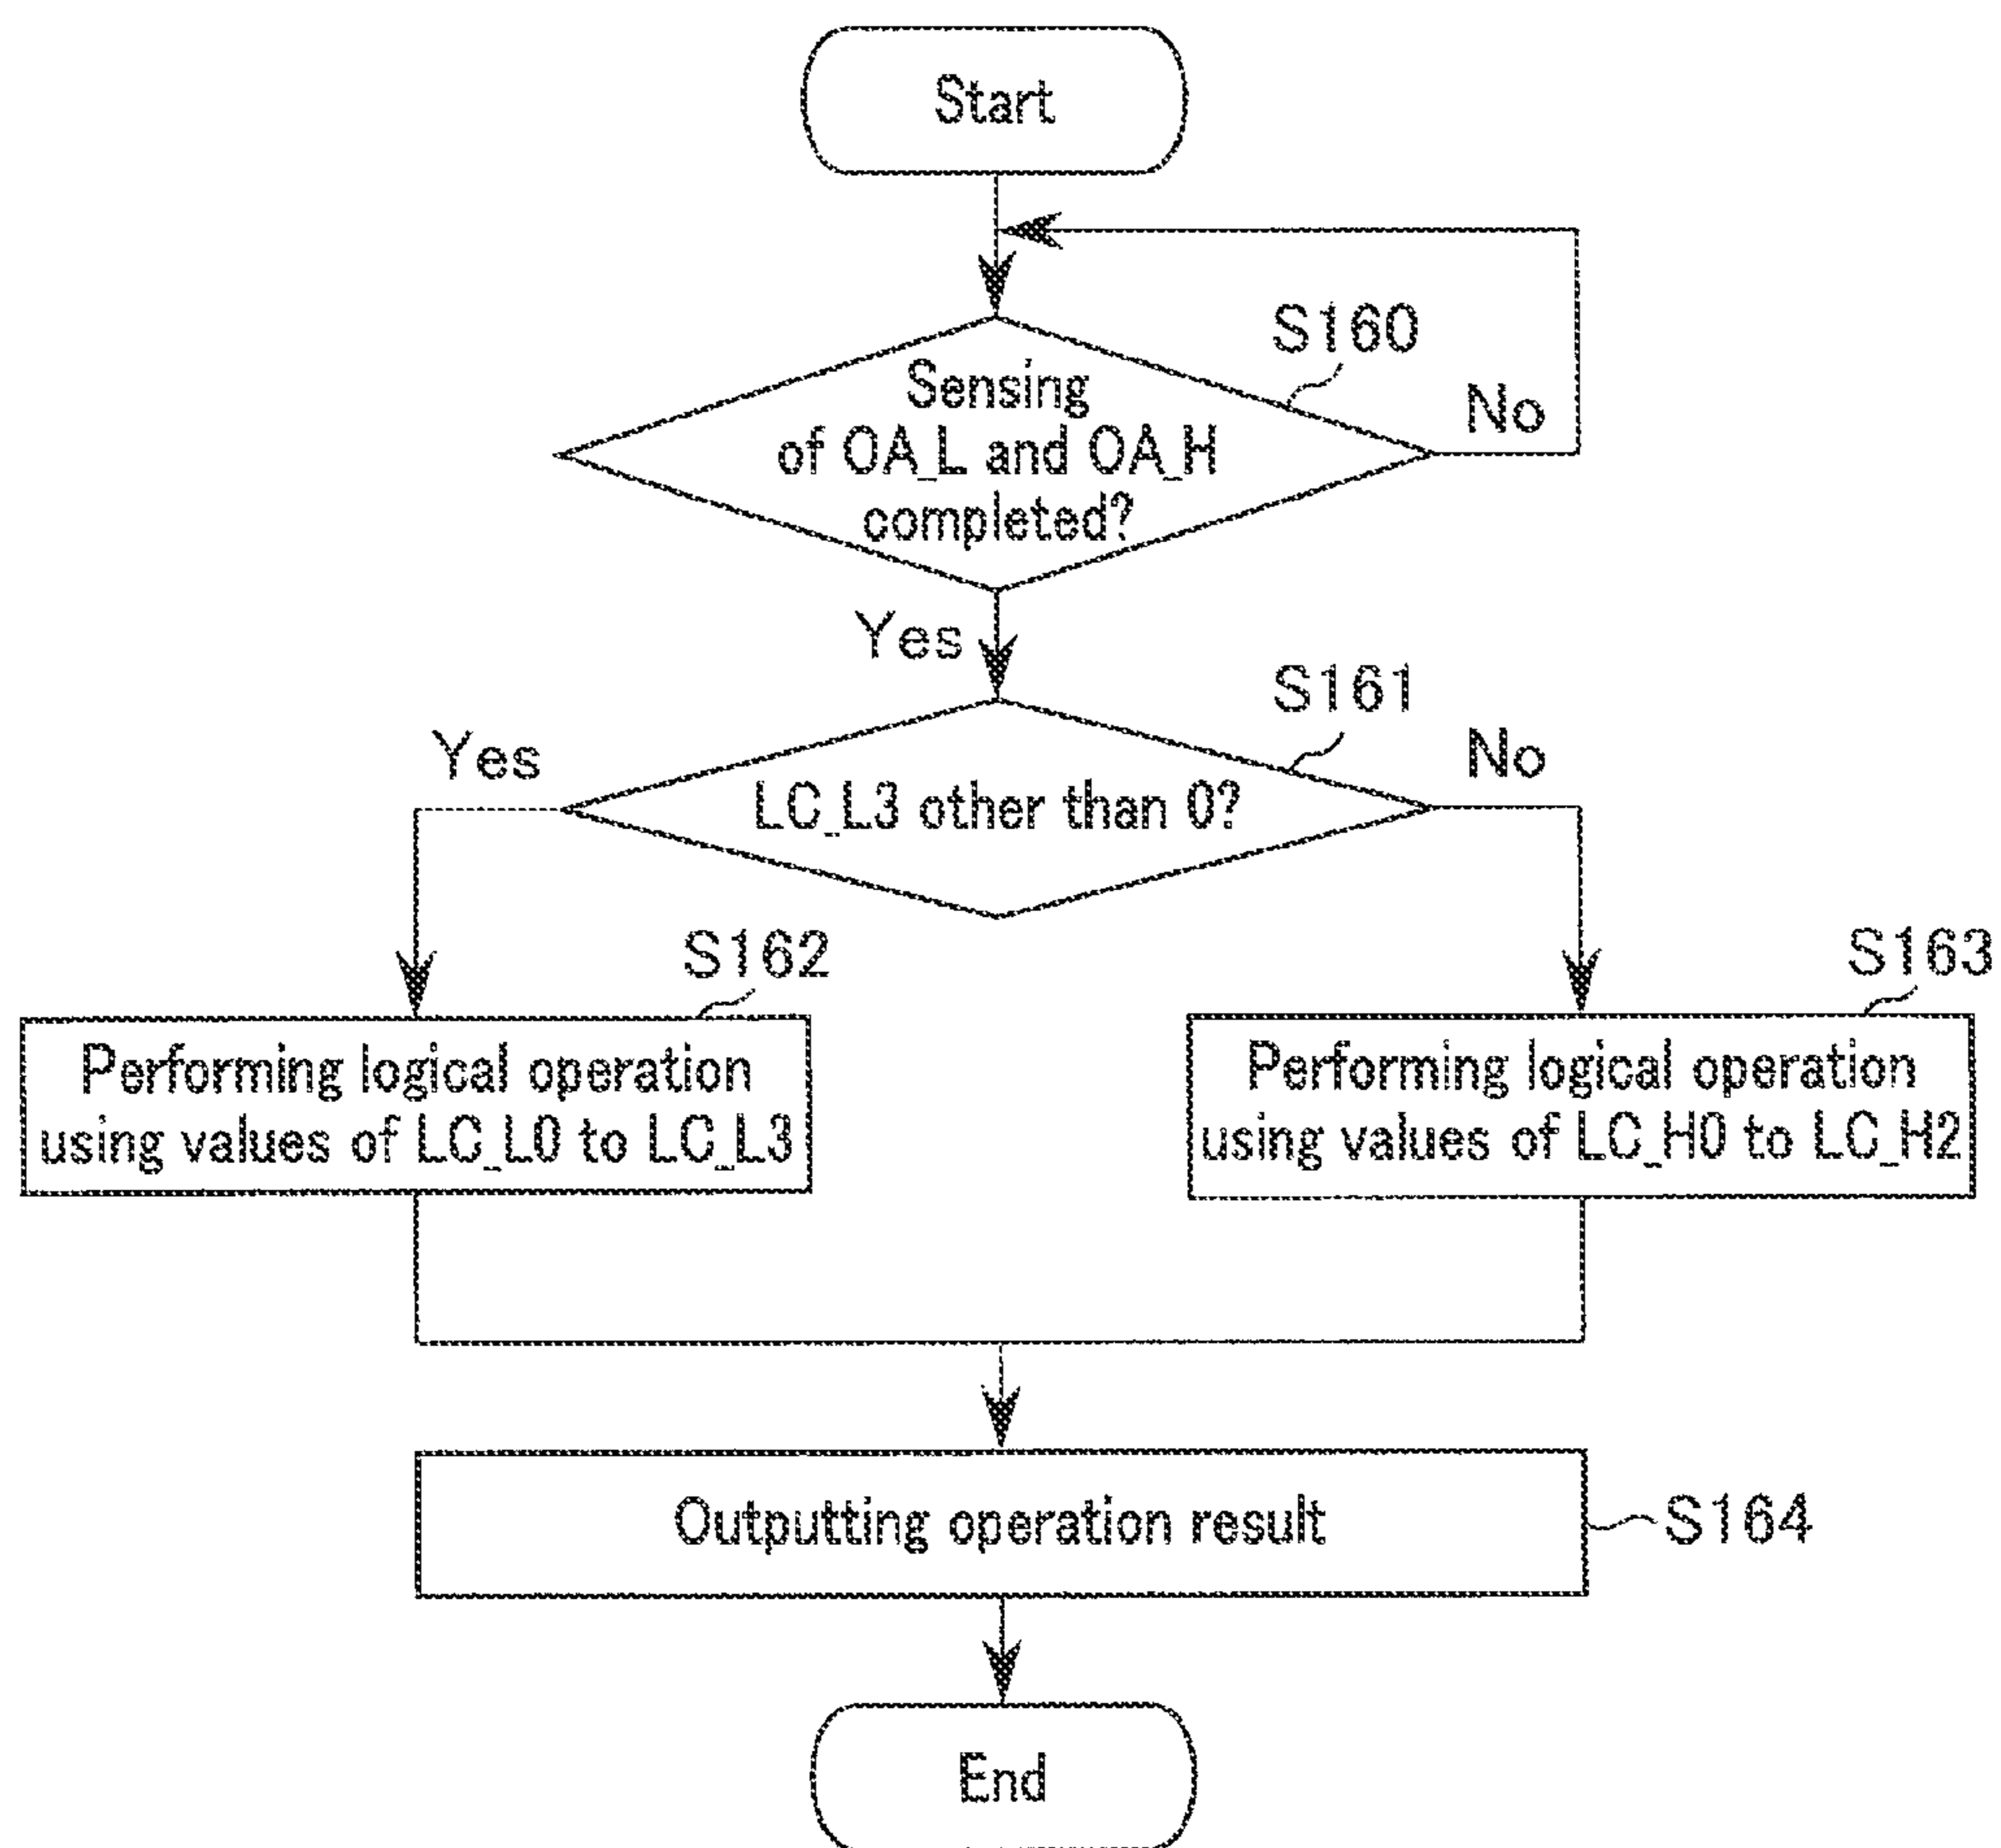 Start
S160
Sensing
of OA_L and OA_H
completed?
No
Yes
S161
Yes
No
LC_L3 other than 0?
S162
S163
Performing logical operation
using values of LC_L0 to LC_L3
Performing logical operation
using values of LC_H0 to LC_H2
Outputting operation result
S164
End